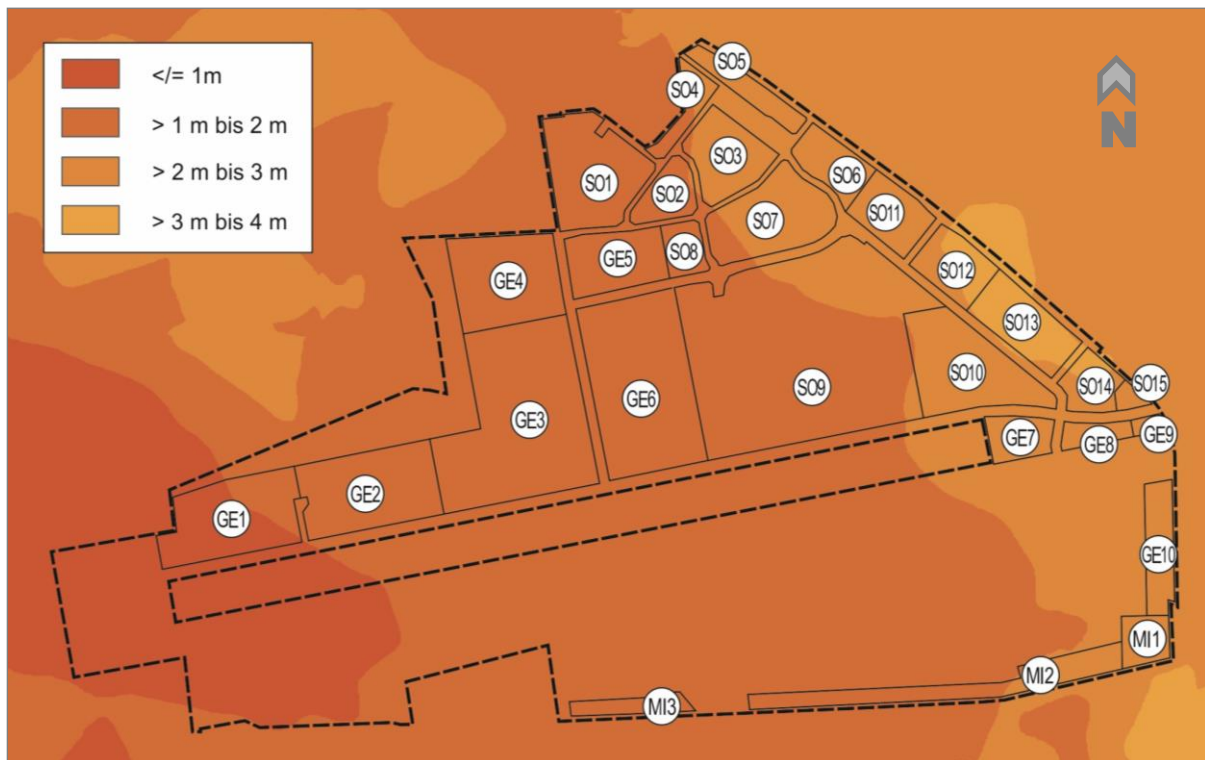 </= 1m
> 1 m bis 2 m
> 2 m bis 3 m
> 3 m bis 4 m
N
SO5
SO4
SO3
SO6
SO1
SO2
SO11
SO7
GE5
SO8
GE4
SO12
SO13
SO10
SO14
SO15
SO9
GE6
GE3
GE7
GE8
GE9
GE2
GE1
GE10
MI1
MI2
MI3